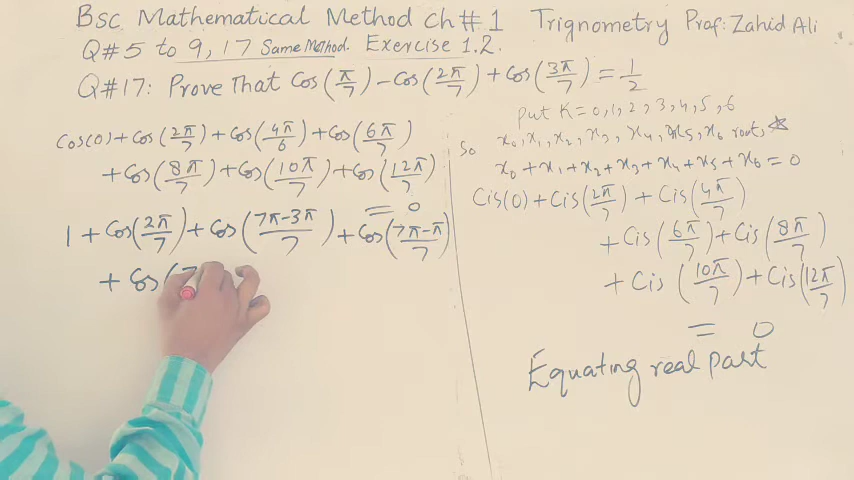 Bsc Mathematical Method Ch # 1 Trignometry Prof: Zahid Ali
Q # 5 to 9, 17 Same Method. Exercise 1.2.
Q # 17: Prove That Cos(π/7) - Cos(2π/7) + Cos(3π/7) = 1/2
Cos(0) + Cos(2π/7) + Cos(4π/6) + Cos(6π/7)
+ Cos(8π/7) + Cos(10π/7) + Cos(12π/7)
= 0
1 + Cos(2π/7) + Cos(7π-3π/7) + Cos(7π-π/7)
+ Cos(7
Put K = 0, 1, 2, 3, 4, 5, 6
So x₀, x₁, x₂, x₃, x₄, x₅, x₆ root,
x₀ + x₁ + x₂ + x₃ + x₄ + x₅ + x₆ = 0
Cis(0) + Cis(2π/7) + Cis(4π/7)
+ Cis(6π/7) + Cis(8π/7)
+ Cis(10π/7) + Cis(12π/7)
= 0
Equating real part